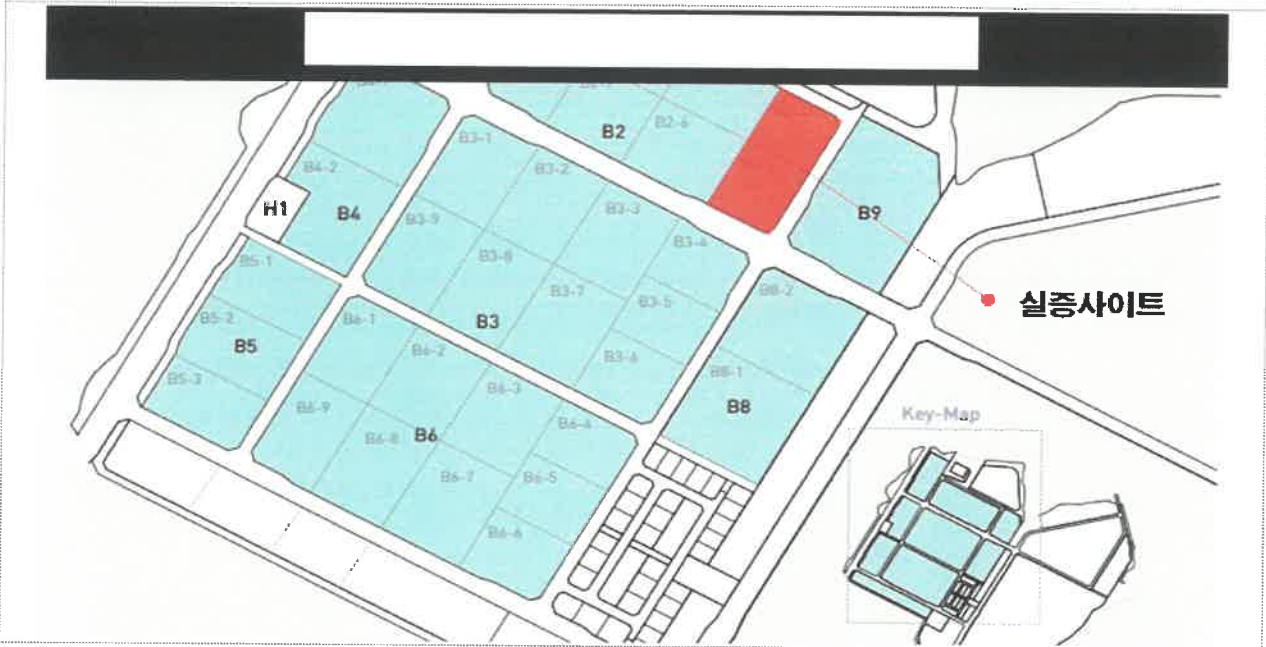 B2
B2-6
B3-1
B3-2
B4-2
H1
B4
B3-9
B3-3
B9
B3-4
B3-8
B5-1
B3-7
B8-2
B3-5
실증사이트
B5-2
B6-1
B3
B5
B6-2
B3-6
B8-1
B5-3
B6-3
B8
B6-9
B6-4
Key-Map
B6-8
B6
B6-7
B6-5
B6-6